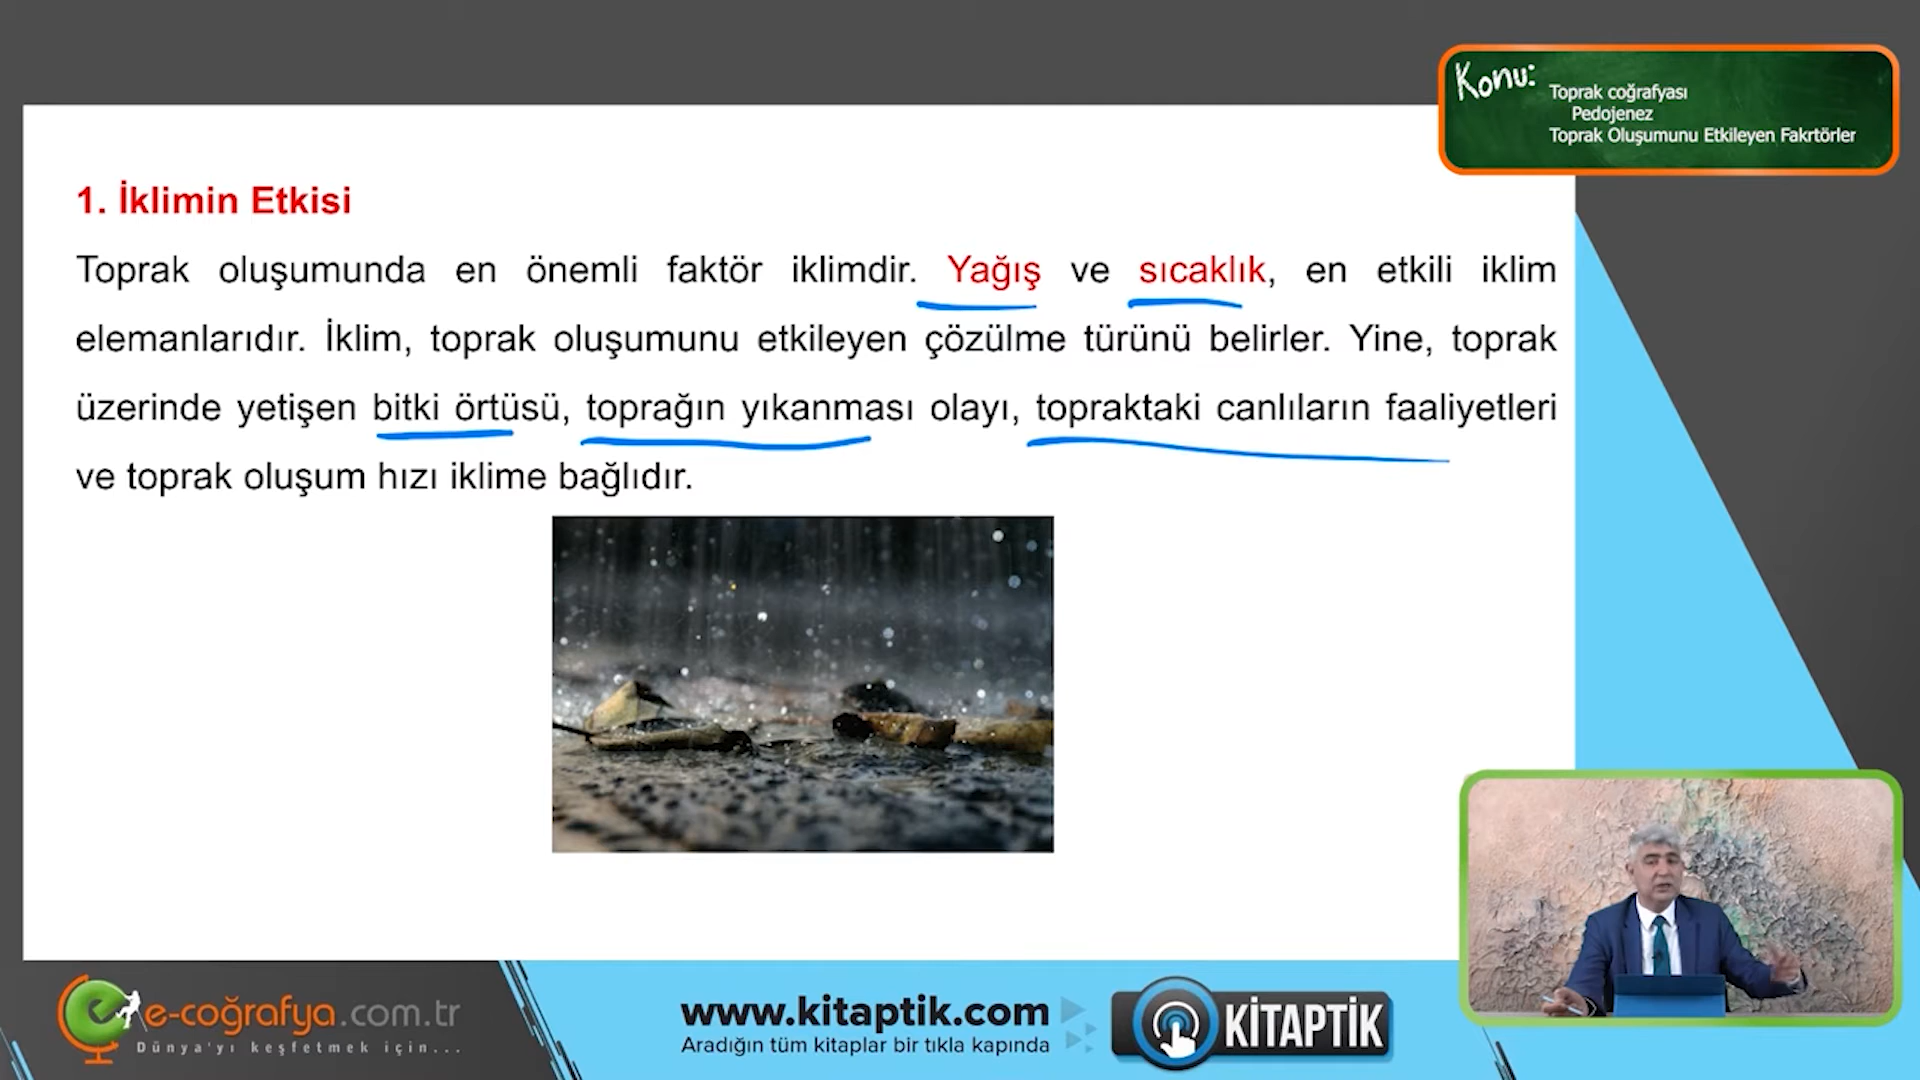 Konu:
Toprak coğrafyası
Pedojenez
Toprak Oluşumunu Etkileyen Fakrtörler
1. İklimin Etkisi
Toprak oluşumunda en önemli faktör iklimdir. Yağış ve sıcaklık, en etkili iklim
elemanlarıdır. İklim, toprak oluşumunu etkileyen çözülme türünü belirler. Yine, toprak
üzerinde yetişen bitki örtüsü, toprağın yıkanması olayı, topraktaki canlıların faaliyetleri
ve toprak oluşum hızı iklime bağlıdır.
e-coğrafya.com.tr
Dünya'yı keşfetmek için...
www.kitaptik.com
Aradığın tüm kitaplar bir tıkla kapında
KİTAPTİK